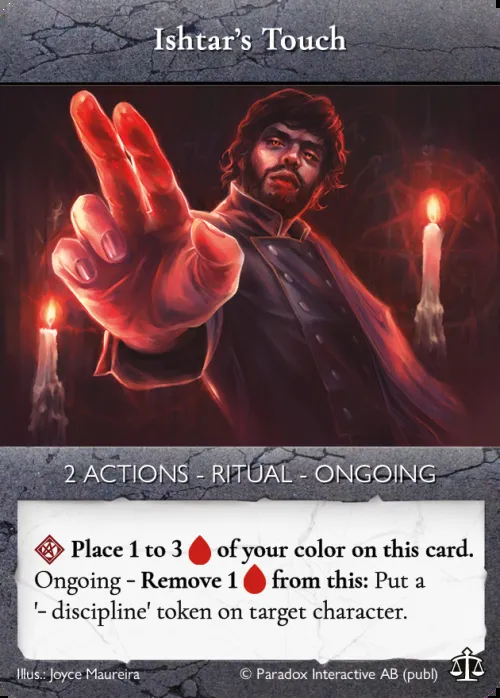 Ishtar's Touch
2 ACTIONS - RITUAL - ONGOING
Place 1 to 3 of your color on this card.
Ongoing - Remove 1 from this: Put a
'- discipline' token on target character.
Illus.: Joyce Maureira © Paradox Interactive AB (publ)